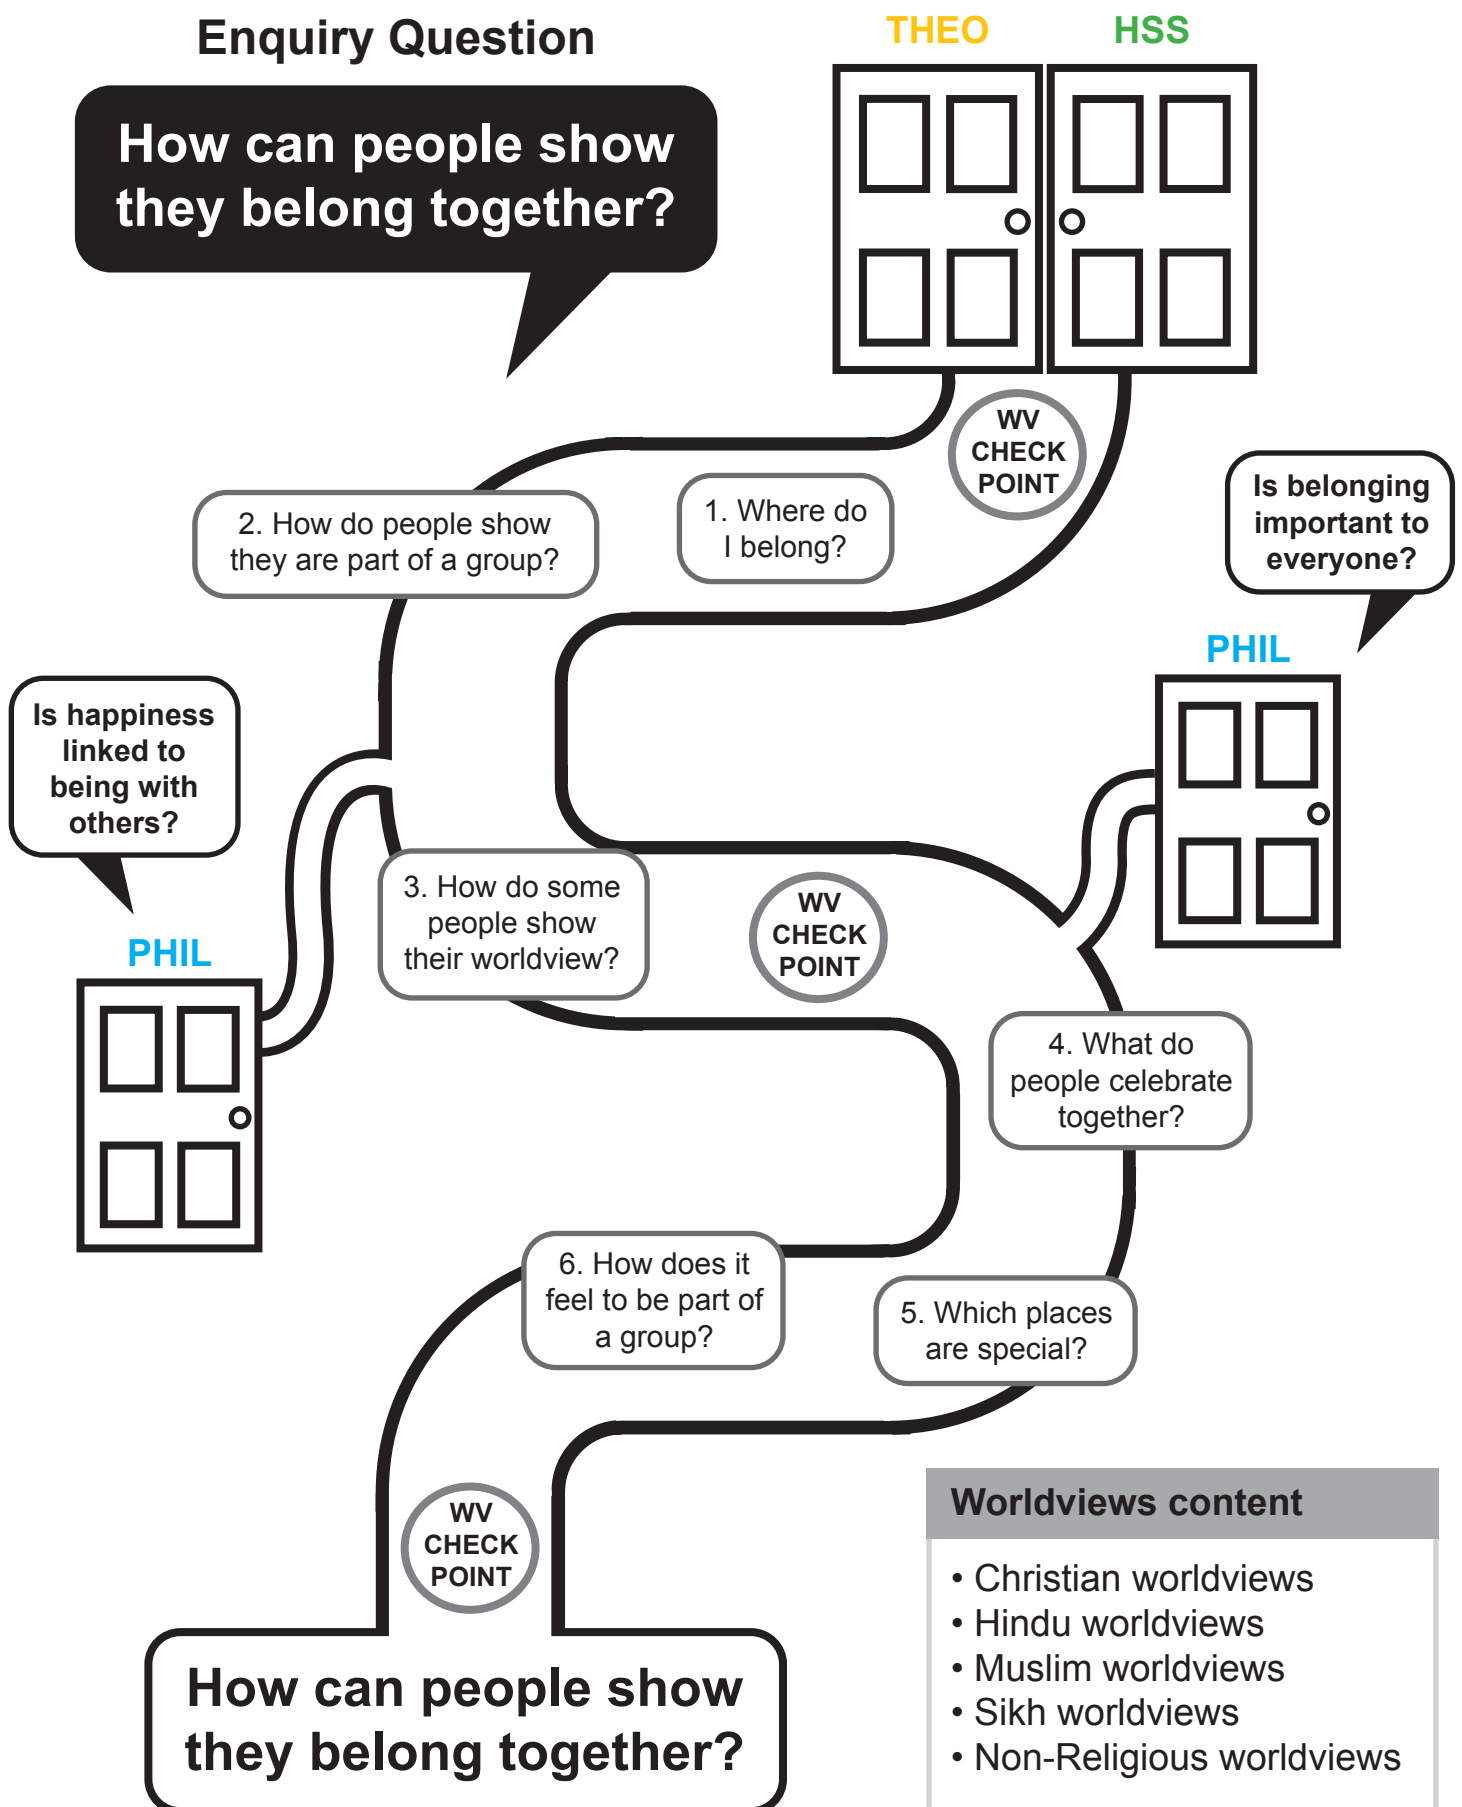 Enquiry Question
How can people show
they belong together?
THEO
HSS
WV
CHECK
POINT
1. Where do
I belong?
2. How do people show
they are part of a group?
Is belonging
important to
everyone?
PHIL
Is happiness
linked to
being with
others?
PHIL
3. How do some
people show
their worldview?
WV
CHECK
POINT
4. What do
people celebrate
together?
5. Which places
are special?
6. How does it
feel to be part of
a group?
WV
CHECK
POINT
How can people show
they belong together?
Worldviews content
• Christian worldviews
• Hindu worldviews
• Muslim worldviews
• Sikh worldviews
• Non-Religious worldviews